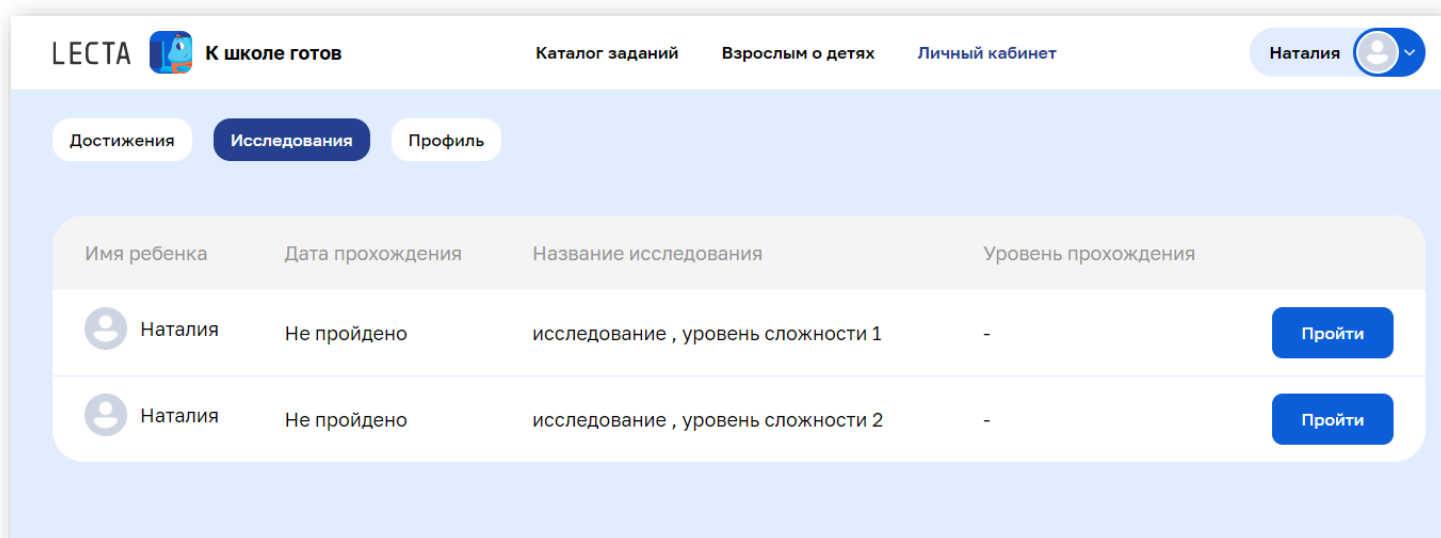 LECTA К школе готов Каталог заданий Взрослым о детях Личный кабинет Наталия
Достижения Исследования Профиль
Имя ребенка Дата прохождения Название исследования Уровень прохождения
Наталия Не пройдено исследование , уровень сложности 1 - Пройти
Наталия Не пройдено исследование , уровень сложности 2 - Пройти